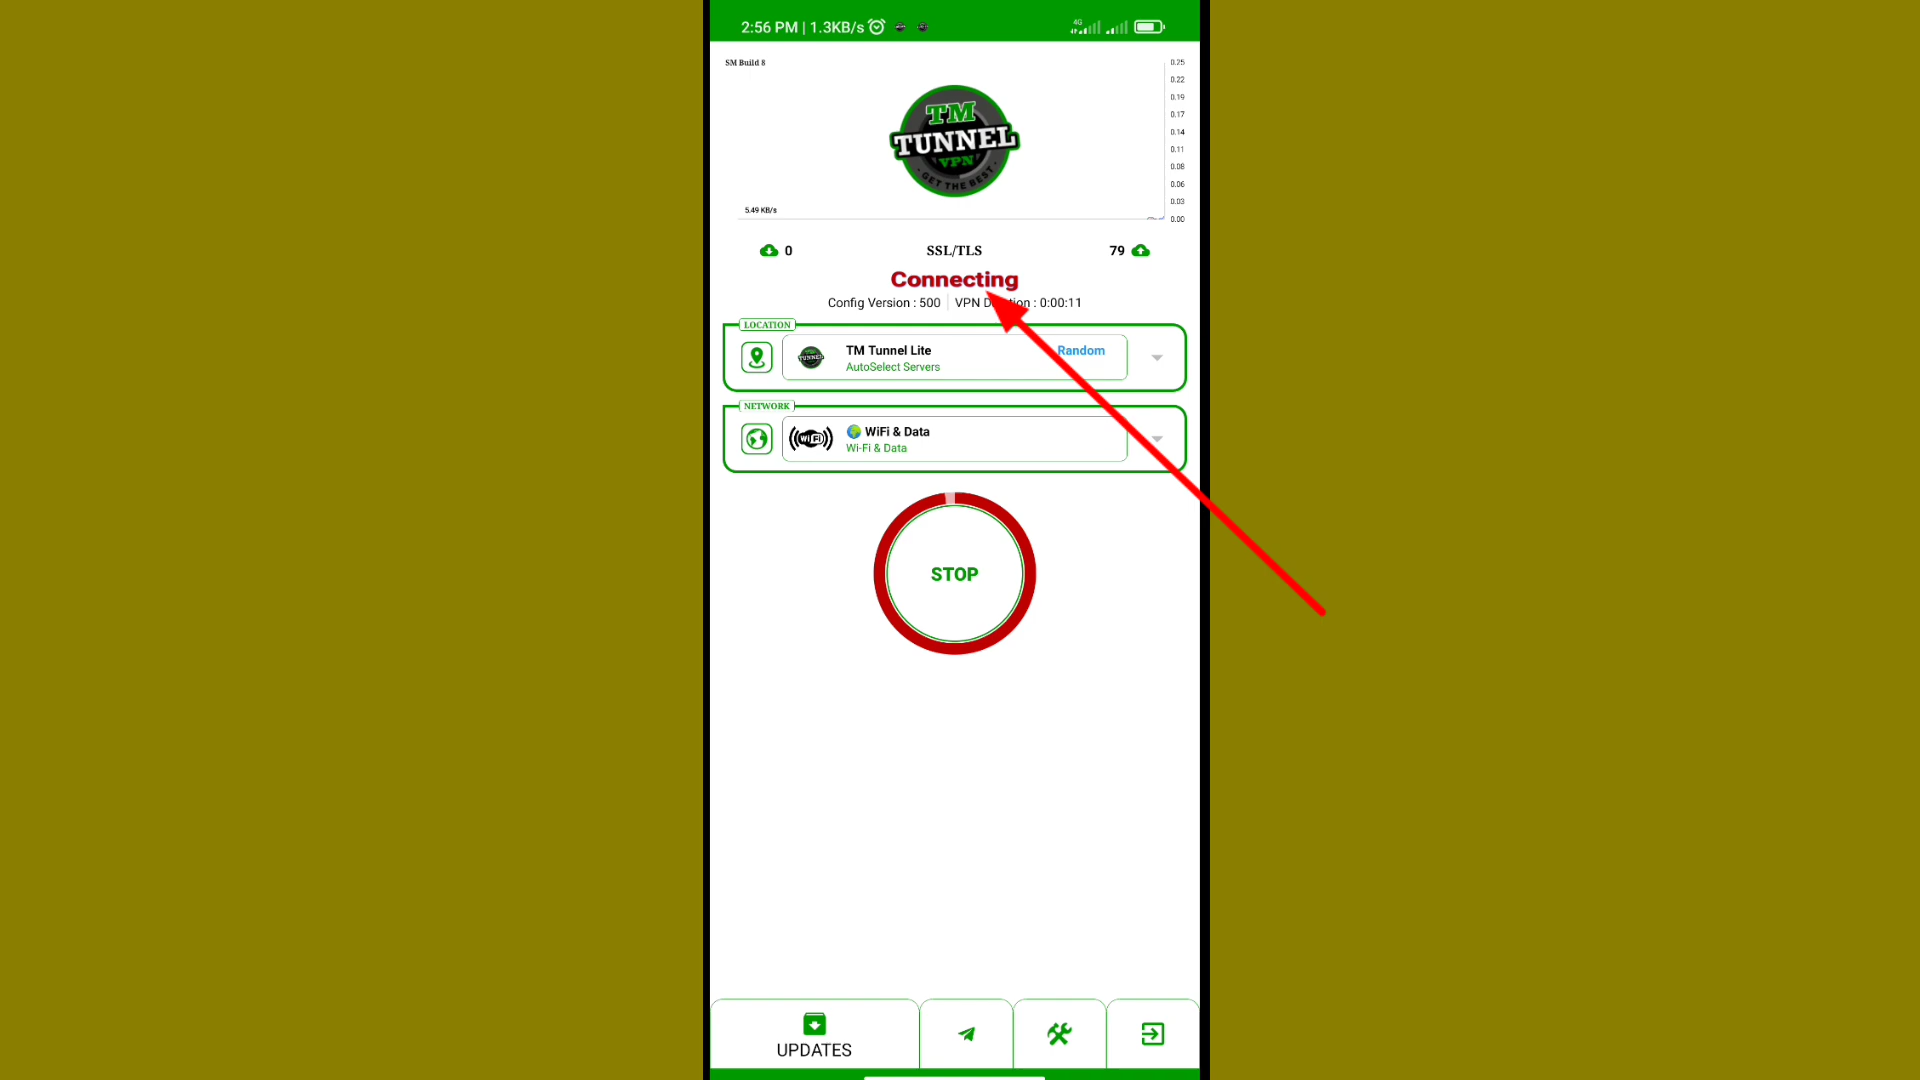 2:56 PM | 1.3KB/s
4G
SM Build 8
0.25
0.22
0.19
0.17
0.14
0.11
0.08
0.06
0.03
0.00
TM
TUNNEL
VPN
GET THE BEST
5.49 KB/s
0 SSL/TLS 79
Connecting
Config Version : 500 VPN D tion : 0:00:11
LOCATION
TM Tunnel Lite Random
AutoSelect Servers
NETWORK
WiFi WiFi & Data
Wi-Fi & Data
STOP
UPDATES